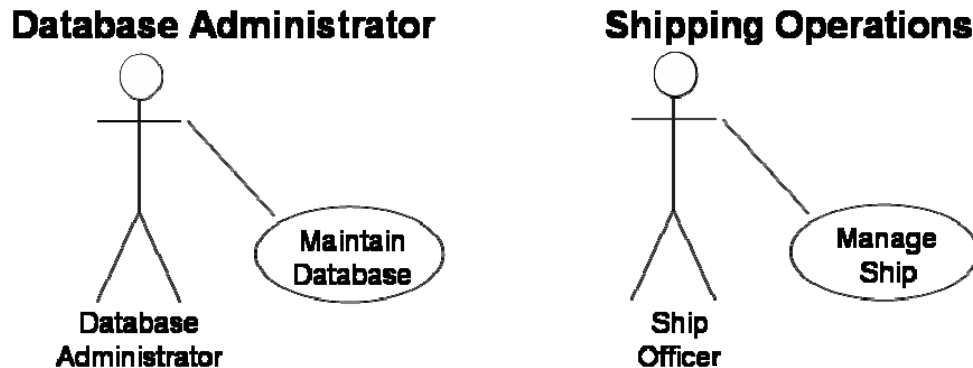 Database Administrator
Shipping Operations
Maintain
Database
Manage
Ship
Database
Administrator
Ship
Officer